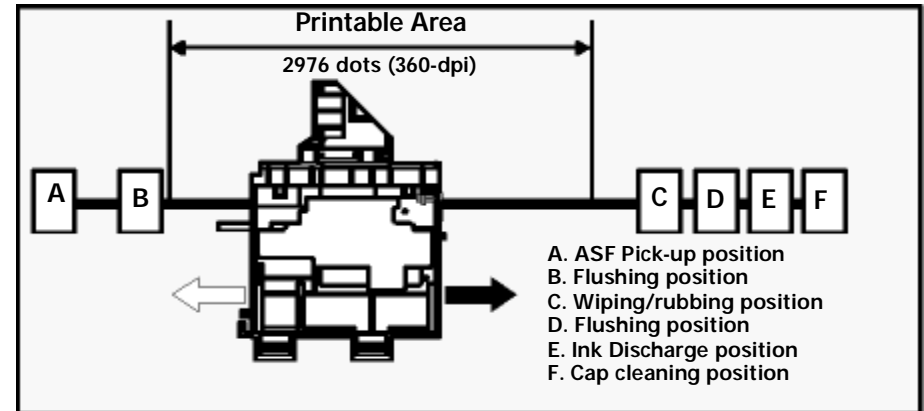 Printable Area
2976 dots (360-dpi)
A B C D E F
A. ASF Pick-up position
B. Flushing position
C. Wiping/rubbing position
D. Flushing position
E. Ink Discharge position
F. Cap cleaning position